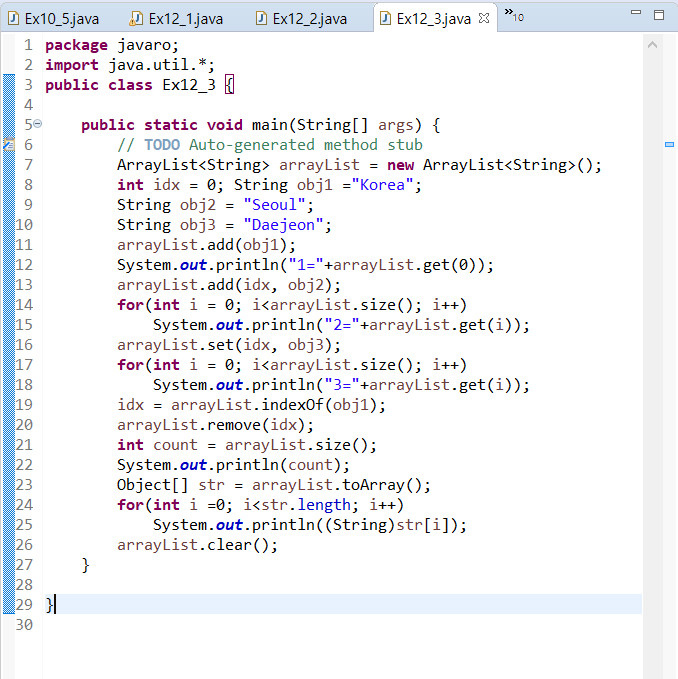 Ex10_5.java Ex12_1.java Ex12_2.java Ex12_3.java »10
1 package javaro;
2 import java.util.*;
3 public class Ex12_3 {
4
5 public static void main(String[] args) {
6 // TODO Auto-generated method stub
7 ArrayList<String> arrayList = new ArrayList<String>();
8 int idx = 0; String obj1 ="Korea";
9 String obj2 = "Seoul";
10 String obj3 = "Daejeon";
11 arrayList.add(obj1);
12 System.out.println("1="+arrayList.get(0));
13 arrayList.add(idx, obj2);
14 for(int i = 0; i<arrayList.size(); i++)
15 System.out.println("2="+arrayList.get(i));
16 arrayList.set(idx, obj3);
17 for(int i = 0; i<arrayList.size(); i++)
18 System.out.println("3="+arrayList.get(i));
19 idx = arrayList.indexOf(obj1);
20 arrayList.remove(idx);
21 int count = arrayList.size();
22 System.out.println(count);
23 Object[] str = arrayList.toArray();
24 for(int i =0; i<str.length; i++)
25 System.out.println((String)str[i]);
26 arrayList.clear();
27 }
28
29 }
30